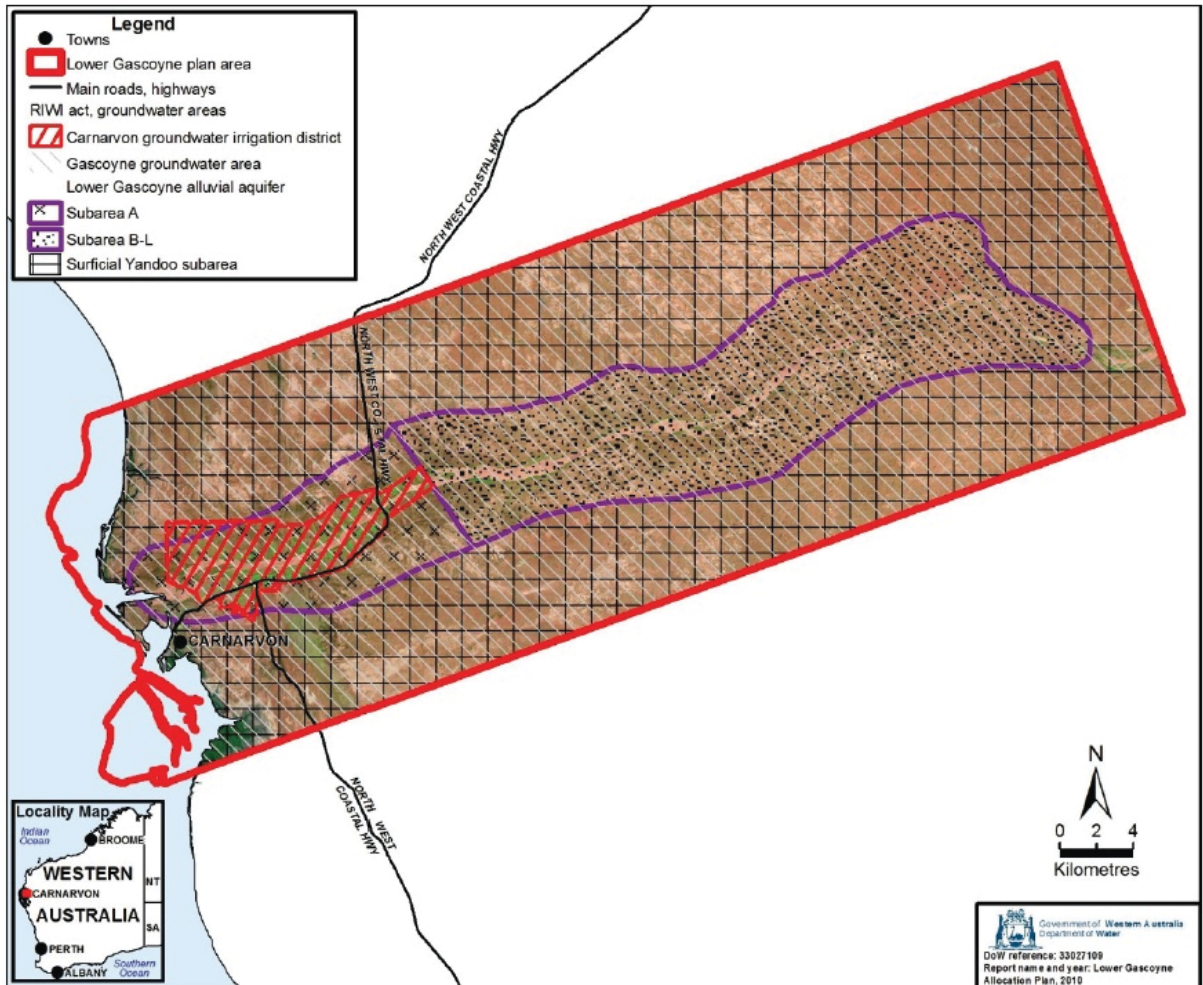 Legend
Towns
Lower Gascoyne plan area
Main roads, highways
RIWI act, groundwater areas
Carnarvon groundwater irrigation district
Gascoyne groundwater area
Lower Gascoyne alluvial aquifer
Subarea A
Subarea B-L
Surficial Yandoo subarea
NORTH WEST COASTAL HWY
NORTH WEST COASTAL HWY
CARNARVON
NORTH WEST
COASTAL HWY
N
0 2 4
Kilometres
Locality Map
Indian
Ocean
BROOME
WESTERN
NT
CARNARVON
AUSTRALIA
SA
PERTH
Southern
Ocean
ALBANY
Government of Western Australia
Department of Water
DoW reference: 33027109
Report name and year: Lower Gascoyne
Allocation Plan, 2010